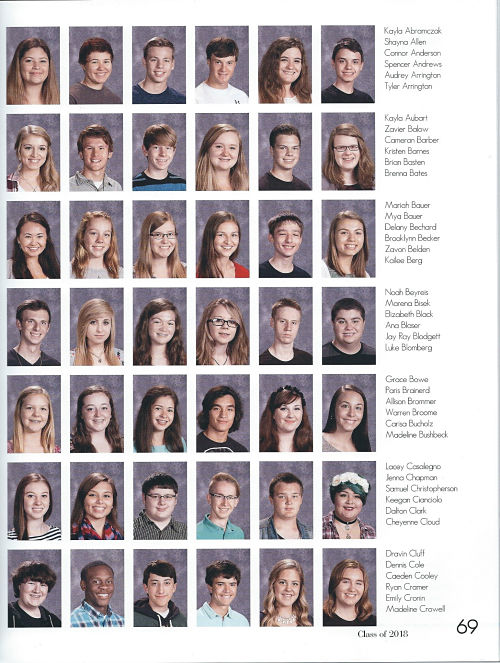 Kayla Abramczak
Shayna Allen
Connor Anderson
Spencer Andrews
Audrey Arrington
Tyler Arrington
Kayla Aubart
Zavier Balow
Cameron Barber
Kristen Barnes
Brian Basten
Brenna Bates
Mariah Bauer
Mya Bauer
Delany Bechard
Brooklynn Becker
Zavon Belden
Kailee Berg
Noah Beyreis
Marena Bisek
Elizabeth Black
Ana Blaser
Jay Ray Blodgett
Luke Blomberg
Grace Bowe
Paris Brainerd
Allison Brommer
Warren Broome
Carisa Bucholz
Madeline Bushbeck
Lacey Casalegno
Jenna Chapman
Samuel Christopherson
Keegan Cianciolo
Dalton Clark
Cheyenne Cloud
Dravin Cluff
Dennis Cole
Caeden Cooley
Ryan Cramer
Emily Cronin
Madeline Crowell
Class of 2018
69